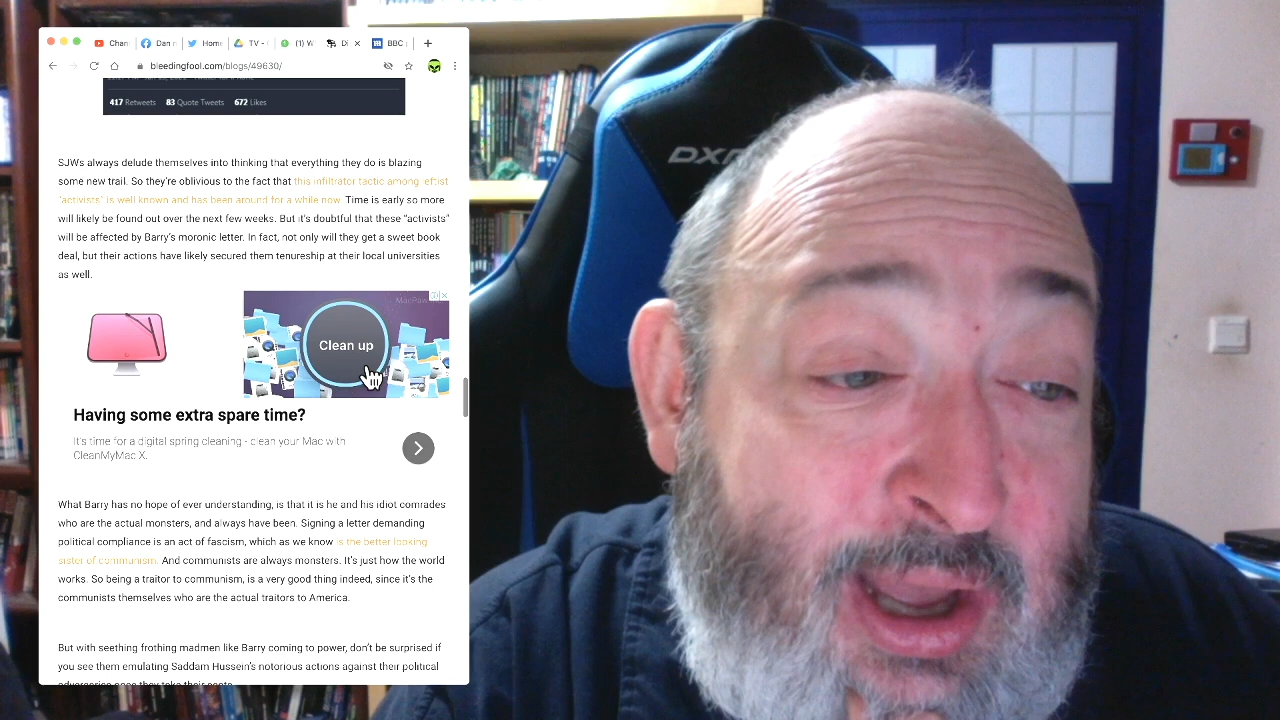 Chan
Dan
Home
TV -
(1) W
Di
BBC
bleedingfool.com/blogs/49630/
417 Retweets 83 Quote Tweets 672 Likes
SJWs always delude themselves into thinking that everything they do is blazing
some new trail. So they're oblivious to the fact that this infiltrator tactic among leftist
"activists" is well known and has been around for a while now. Time is early so more
will likely be found out over the next few weeks. But it's doubtful that these "activists"
will be affected by Barry's moronic letter. In fact, not only will they get a sweet book
deal, but their actions have likely secured them tenureship at their local universities
as well.
Clean up
Having some extra spare time?
It's time for a digital spring cleaning - clean your Mac with
CleanMyMac X.
What Barry has no hope of ever understanding, is that it is he and his idiot comrades
who are the actual monsters, and always have been. Signing a letter demanding
political compliance is an act of fascism, which as we know is the better looking
sister of communism. And communists are always monsters. It's just how the world
works. So being a traitor to communism, is a very good thing indeed, since it's the
communists themselves who are the actual traitors to America.
But with seething frothing madmen like Barry coming to power, don't be surprised if
you see them emulating Saddam Hussein's notorious actions against their political